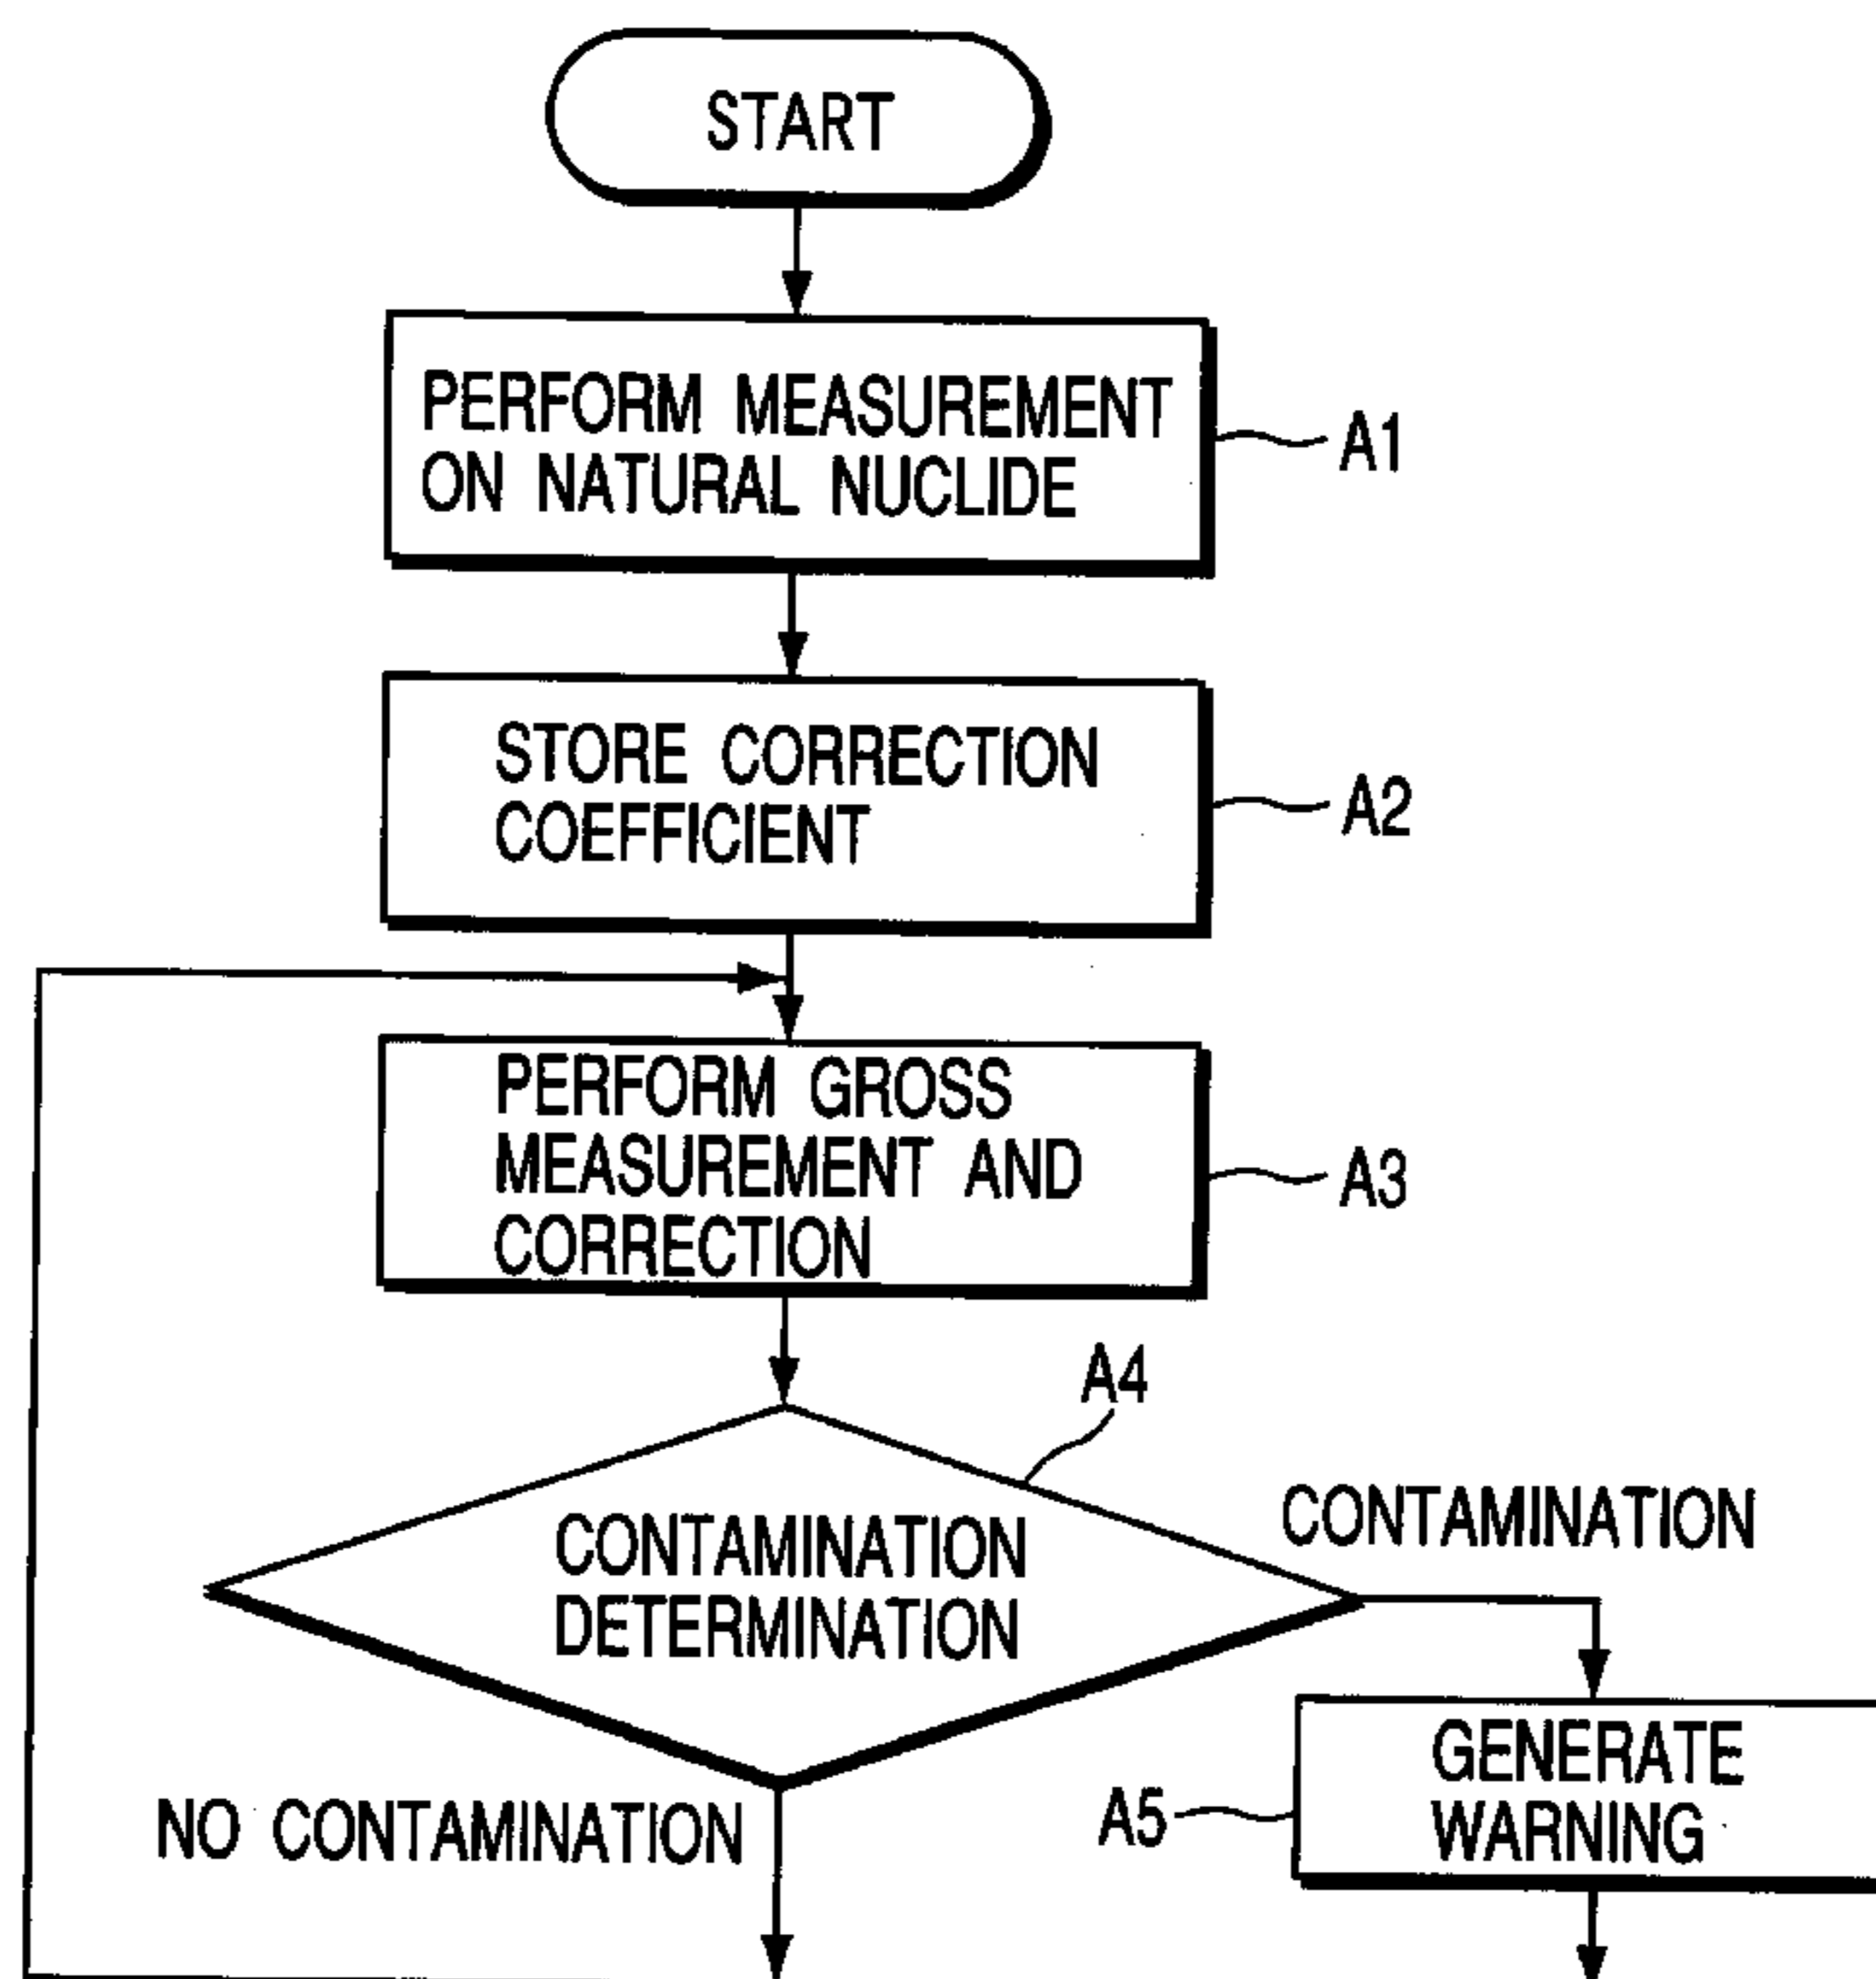 START
PERFORM MEASUREMENT
ON NATURAL NUCLIDE
A1
STORE CORRECTION
COEFFICIENT
A2
PERFORM GROSS
MEASUREMENT AND
CORRECTION
A3
A4
CONTAMINATION
DETERMINATION
CONTAMINATION
NO CONTAMINATION
A5
GENERATE
WARNING